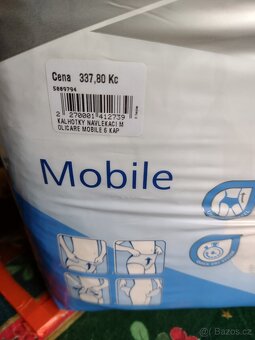 Cena 337,80 Kc
5889794
2 270001 412739
KALHOTKY NAVLEKACI M
OLICARE MOBILE 6 KAP
Mobile
Bazos.cz